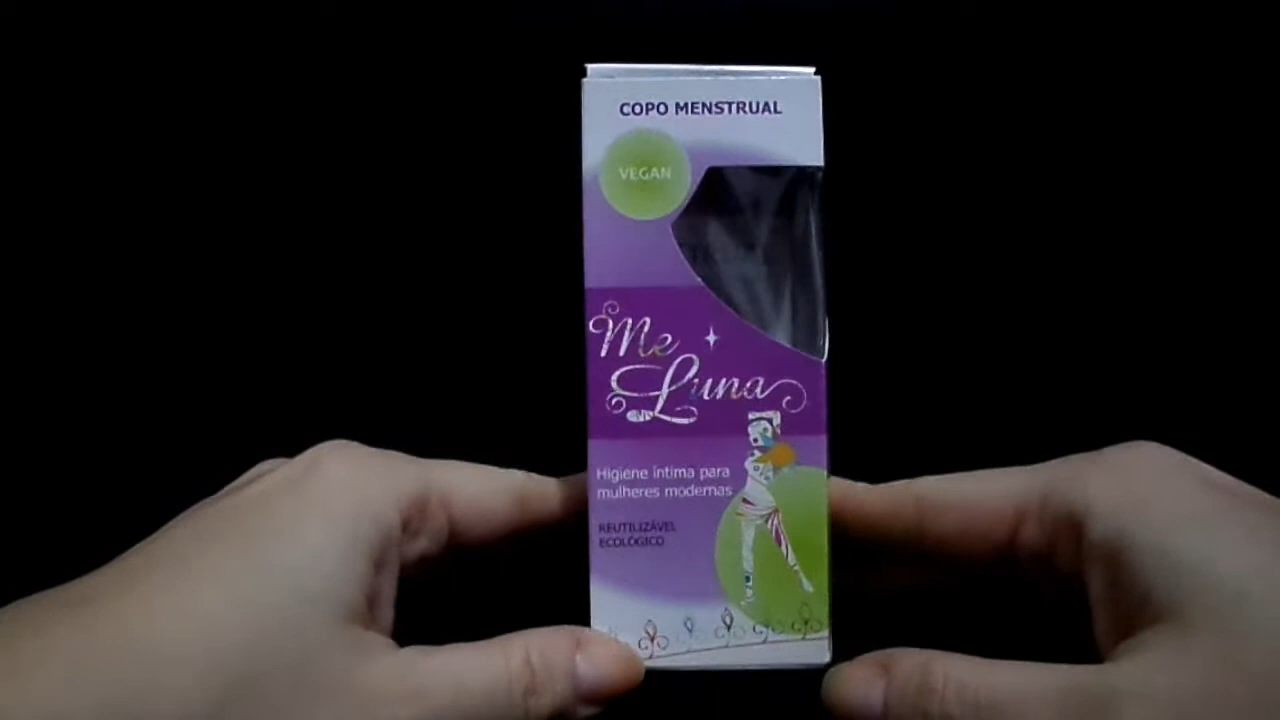 COPO MENSTRUAL
VEGAN
Me
Luna
Higiene íntima para
mulheres modernas
REUTILIZÁVEL
ECOLÓGICO